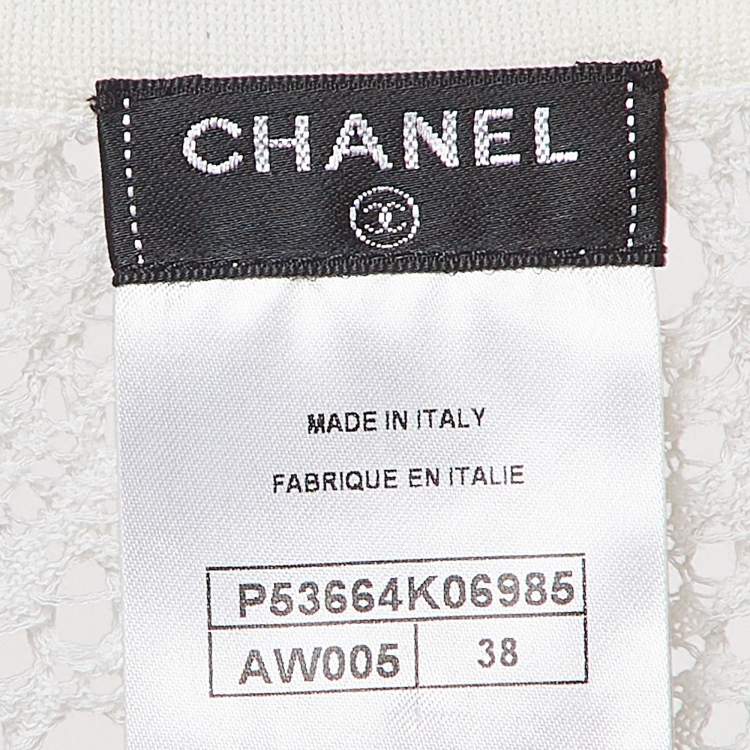 CHANEL
MADE IN ITALY
FABRIQUE EN ITALIE
P53664K06985
AW005 38